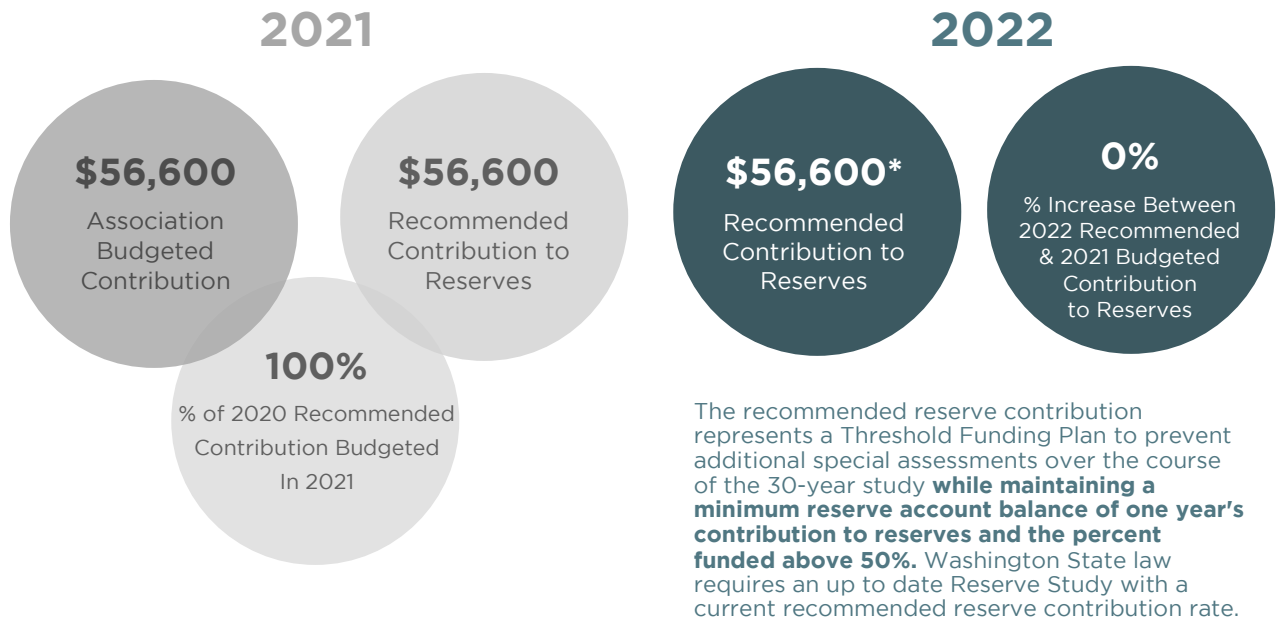 2021
$56,600
Association
Budgeted
Contribution
$56,600
Recommended
Contribution to
Reserves
100%
% of 2020 Recommended
Contribution Budgeted
In 2021
2022
$56,600*
Recommended
Contribution to
Reserves
0%
% Increase Between
2022 Recommended
& 2021 Budgeted
Contribution
to Reserves
The recommended reserve contribution
represents a Threshold Funding Plan to prevent
additional special assessments over the course
of the 30-year study while maintaining a
minimum reserve account balance of one year's
contribution to reserves and the percent
funded above 50%. Washington State law
requires an up to date Reserve Study with a
current recommended reserve contribution rate.